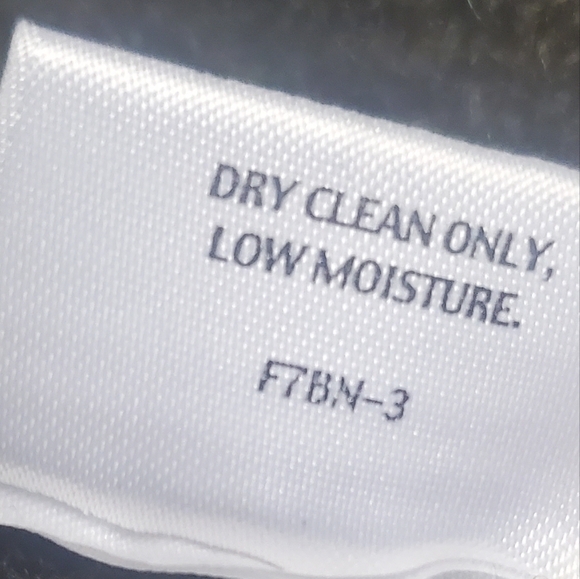 DRY CLEAN ONLY,
LOW MOISTURE.
F7BN-3